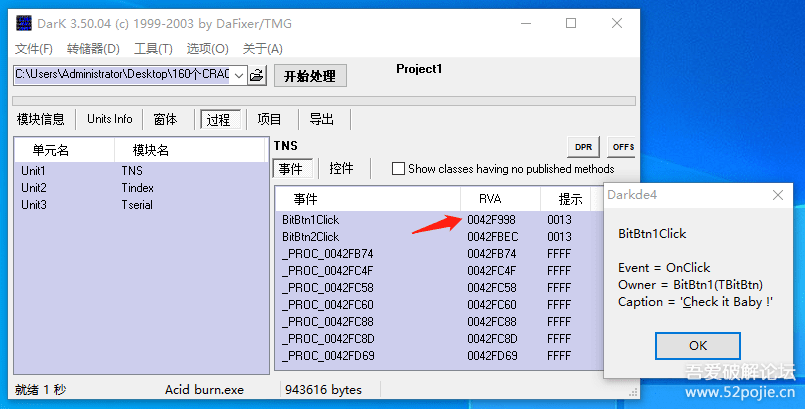 DarK 3.50.04 (c) 1999-2003 by DaFixer/TMG
文件(F) 转储器(D) 工具(T) 选项(O) 关于(A)
C:\Users\Administrator\Desktop\160个CRAC 开始处理 Project1
模块信息 Units Info 窗体 过程 项目 导出
单元名 模块名
Unit1 TNS
Unit2 Tindex
Unit3 Tserial
TNS DPR OFFS
事件 控件 Show classes having no published methods
事件 RVA 提示
BitBtn1Click 0042F998 0013
BitBtn2Click 0042FBEC 0013
_PROC_0042FB74 0042FB74 FFFF
_PROC_0042FC4F 0042FC4F FFFF
_PROC_0042FC58 0042FC58 FFFF
_PROC_0042FC60 0042FC60 FFFF
_PROC_0042FC88 0042FC88 FFFF
_PROC_0042FC8D 0042FC8D FFFF
_PROC_0042FD69 0042FD69 FFFF
就绪 1 秒 Acid burn.exe 943616 bytes
Darkde4
BitBtn1Click
Event = OnClick
Owner = BitBtn1(TBitBtn)
Caption = 'Check it Baby !'
OK
吾爱破解论坛
www.52pojie.cn